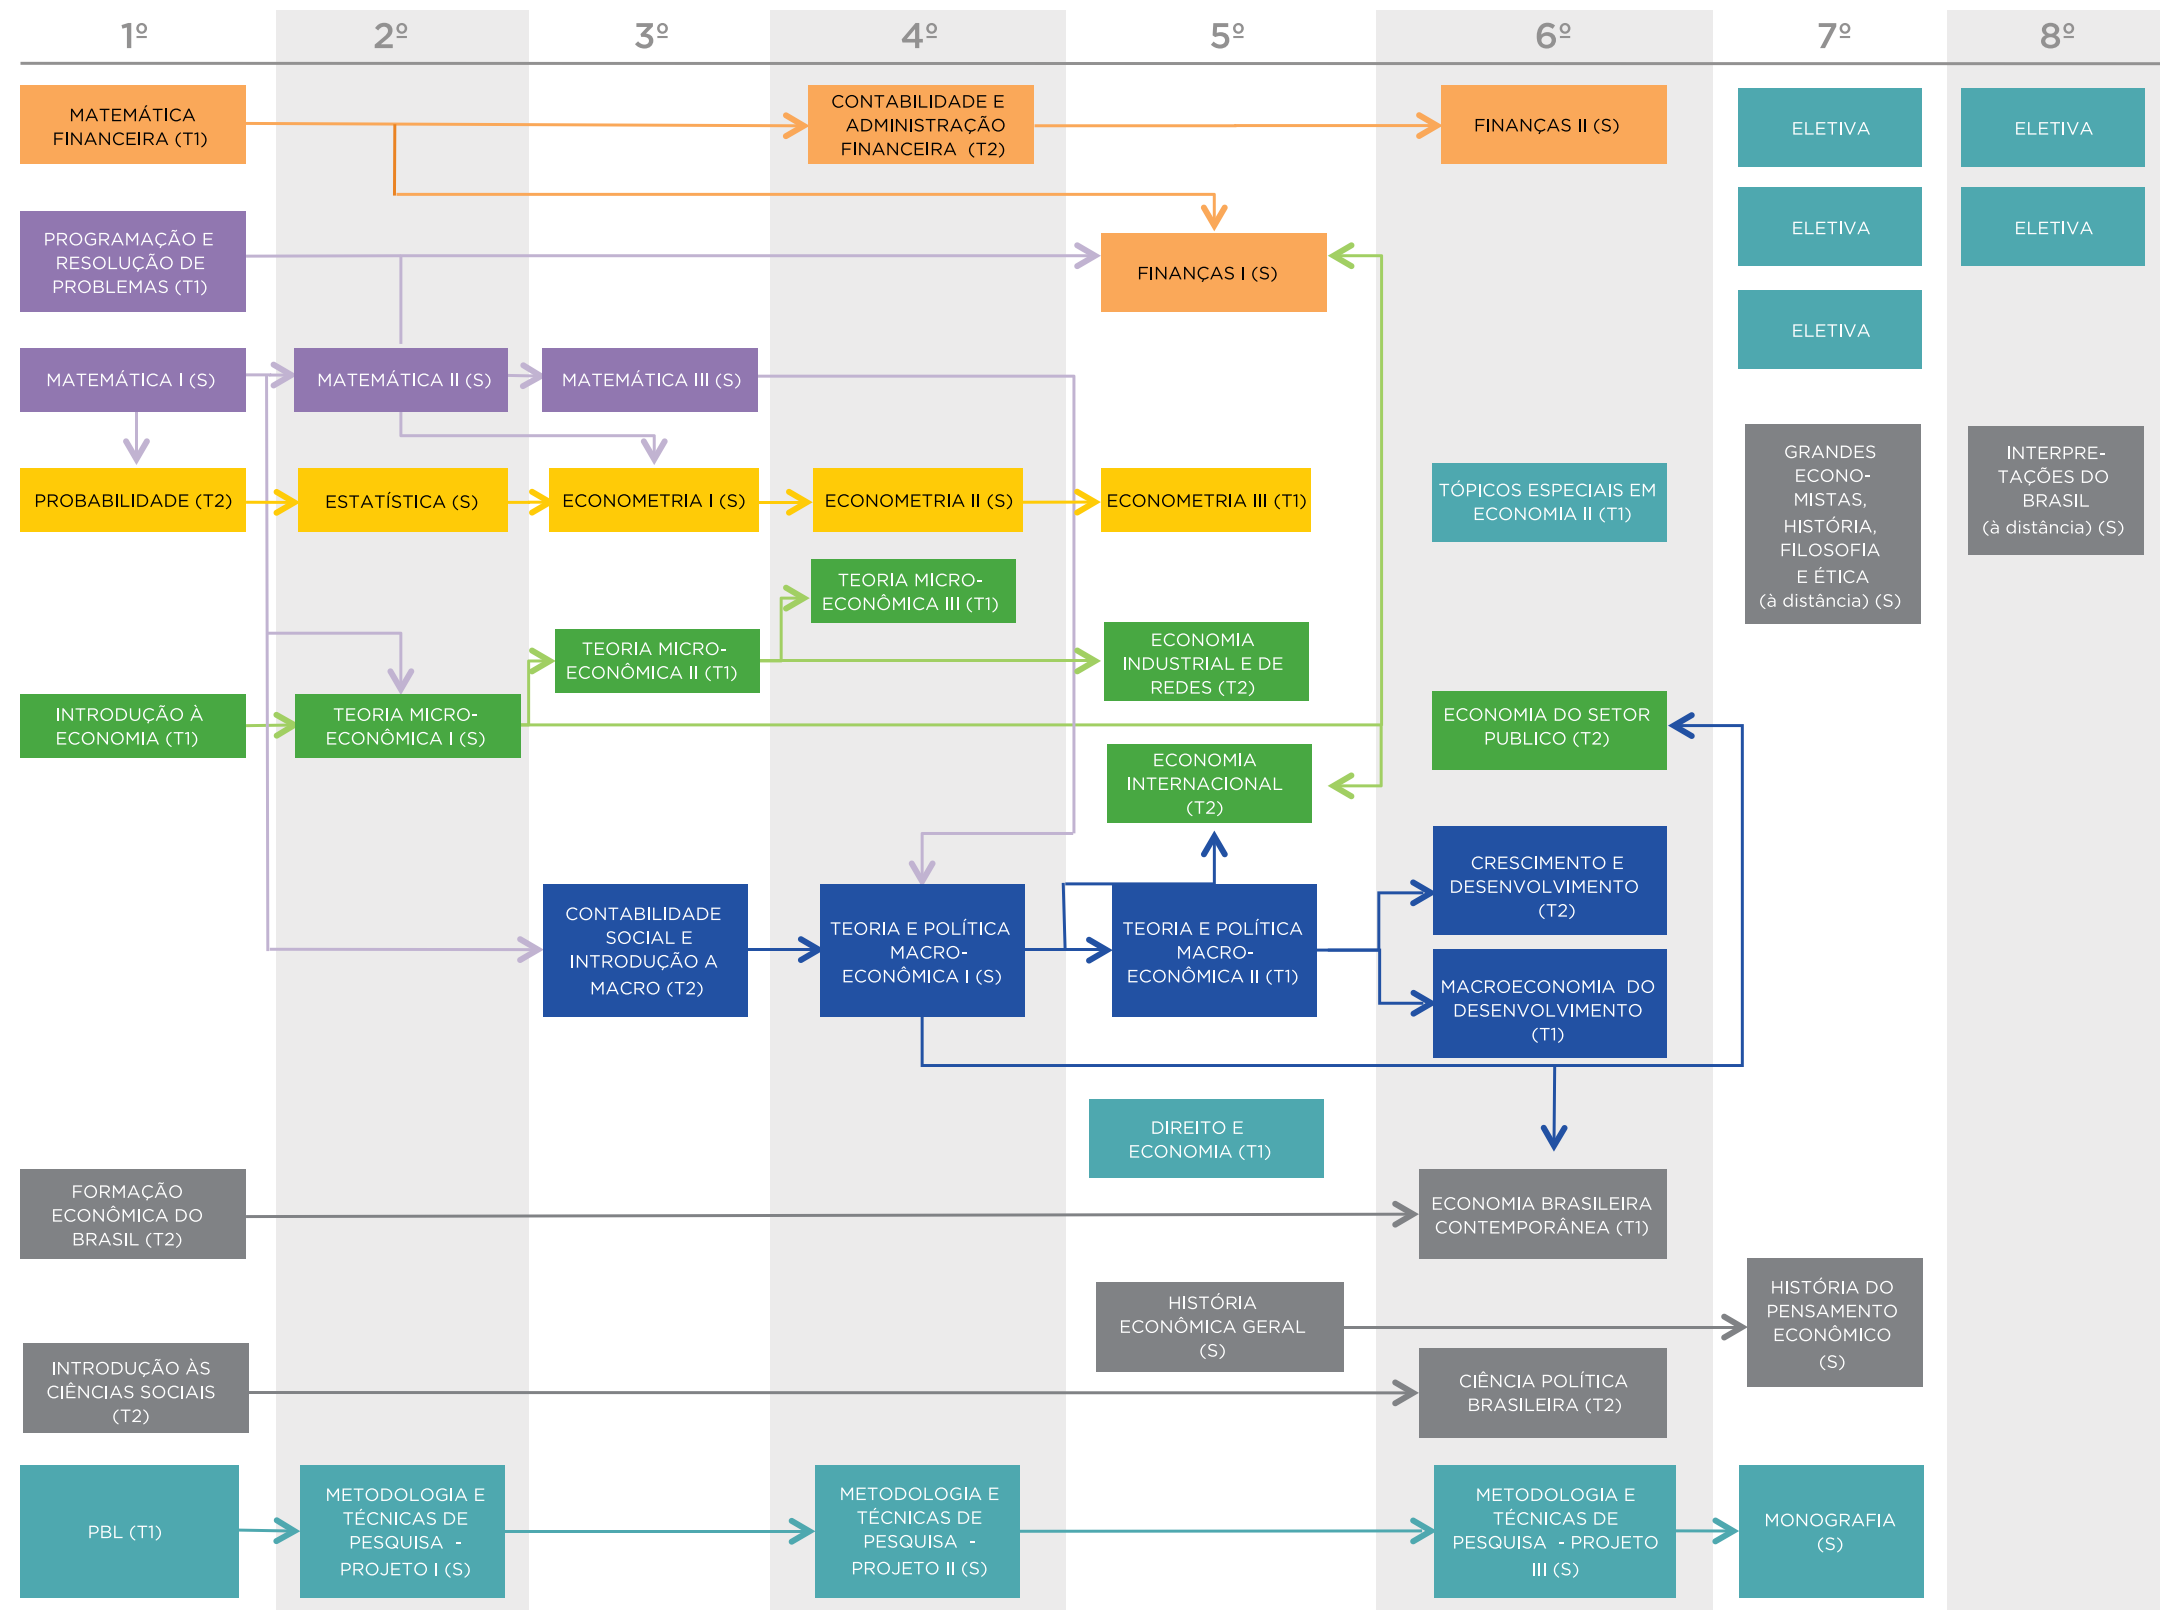 1º
2º
3º
4º
5º
6º
7º
8º
MATEMÁTICA
FINANCEIRA (T1)
CONTABILIDADE E
ADMINISTRAÇÃO
FINANCEIRA (T2)
FINANÇAS II (S)
ELETIVA
ELETIVA
PROGRAMAÇÃO E
RESOLUÇÃO DE
PROBLEMAS (T1)
FINANÇAS I (S)
ELETIVA
ELETIVA
ELETIVA
MATEMÁTICA I (S)
MATEMÁTICA II (S)
MATEMÁTICA III (S)
PROBABILIDADE (T2)
ESTATÍSTICA (S)
ECONOMETRIA I (S)
ECONOMETRIA II (S)
ECONOMETRIA III (T1)
TÓPICOS ESPECIAIS EM
ECONOMIA II (T1)
GRANDES
ECONO-
MISTAS,
HISTÓRIA,
FILOSOFIA
E ÉTICA
(à distância) (S)
INTERPRE-
TAÇÕES DO
BRASIL
(à distância) (S)
TEORIA MICRO-
ECONÔMICA III (T1)
TEORIA MICRO-
ECONÔMICA II (T1)
ECONOMIA
INDUSTRIAL E DE
REDES (T2)
INTRODUÇÃO À
ECONOMIA (T1)
TEORIA MICRO-
ECONÔMICA I (S)
ECONOMIA DO SETOR
PUBLICO (T2)
ECONOMIA
INTERNACIONAL
(T2)
CONTABILIDADE
SOCIAL E
INTRODUÇÃO A
MACRO (T2)
TEORIA E POLÍTICA
MACRO-
ECONÔMICA I (S)
TEORIA E POLÍTICA
MACRO-
ECONÔMICA II (T1)
CRESCIMENTO E
DESENVOLVIMENTO
(T2)
MACROECONOMIA DO
DESENVOLVIMENTO
(T1)
DIREITO E
ECONOMIA (T1)
FORMAÇÃO
ECONÔMICA DO
BRASIL (T2)
ECONOMIA BRASILEIRA
CONTEMPORÂNEA (T1)
HISTÓRIA
ECONÔMICA GERAL
(S)
HISTÓRIA DO
PENSAMENTO
ECONÔMICO
(S)
INTRODUÇÃO ÀS
CIÊNCIAS SOCIAIS
(T2)
CIÊNCIA POLÍTICA
BRASILEIRA (T2)
PBL (T1)
METODOLOGIA E
TÉCNICAS DE
PESQUISA -
PROJETO I (S)
METODOLOGIA E
TÉCNICAS DE
PESQUISA -
PROJETO II (S)
METODOLOGIA E
TÉCNICAS DE
PESQUISA - PROJETO
III (S)
MONOGRAFIA
(S)